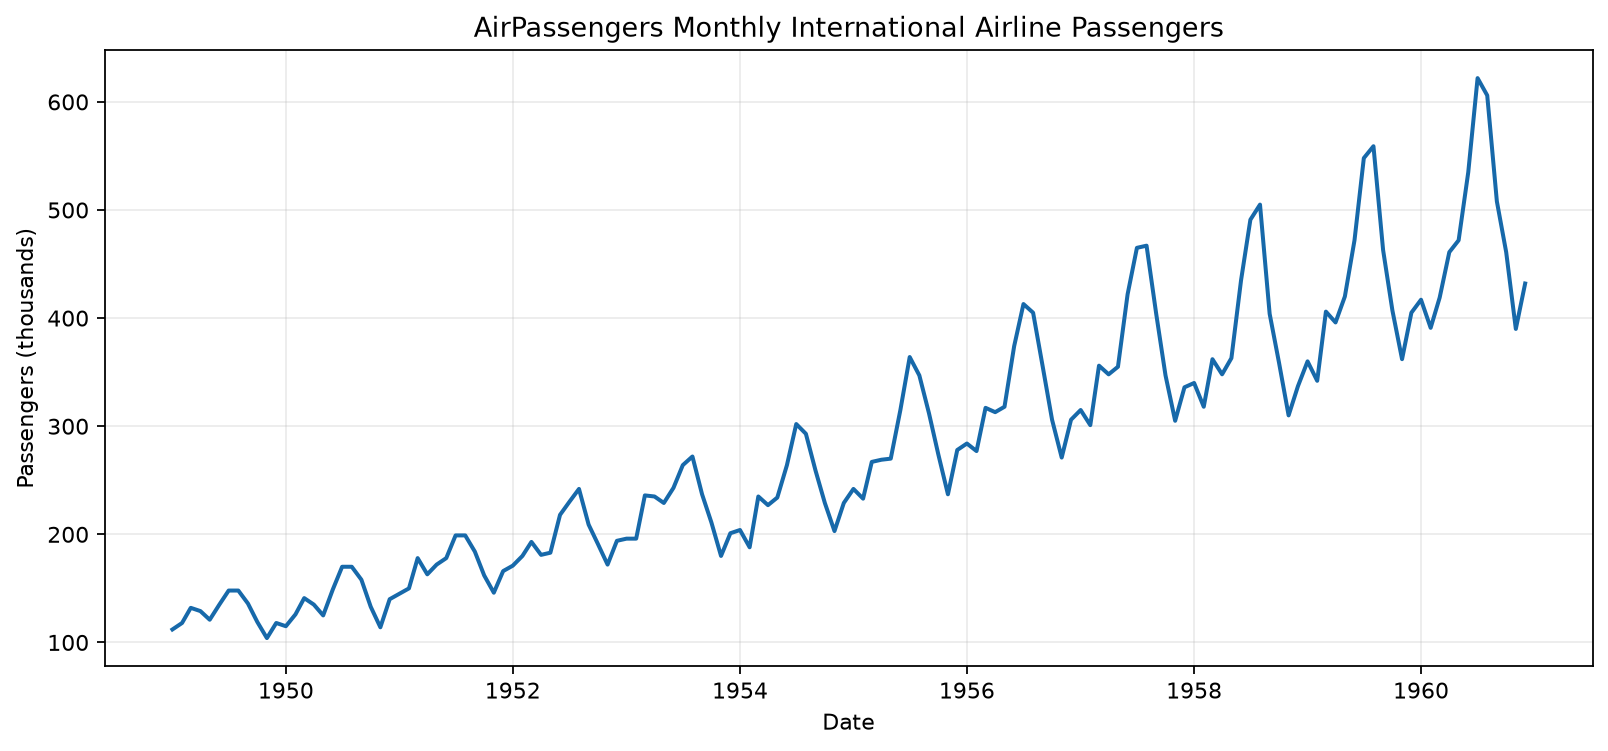 AirPassengers Monthly International Airline Passengers
Passengers (thousands)
600
500
400
300
200
100
1950 1952 1954 1956 1958 1960
Date